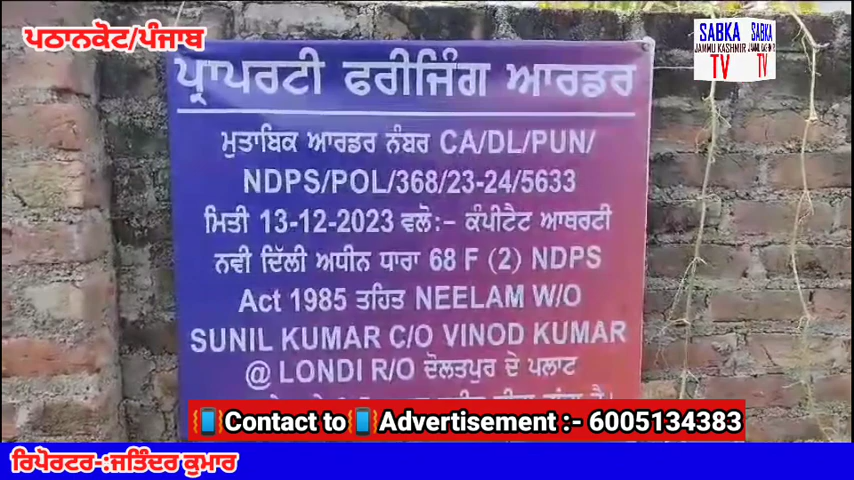 ਪਠਾਨਕੋਟ/ਪੰਜਾਬ
SABKA
JAMMU KASHMIR
TV
SABKA
TV
ਪ੍ਰਾਪਰਟੀ ਫਰੀਜਿੰਗ ਆਰਡਰ
ਮੁਤਾਬਿਕ ਆਰਡਰ ਨੰਬਰ CA/DL/PUN/
NDPS/POL/368/23-24/5633
ਮਿਤੀ 13-12-2023 ਵਲੋਂ:- ਕੰਪੀਟੈਟ ਆਥਰਟੀ
ਨਵੀ ਦਿੱਲੀ ਅਧੀਨ ਧਾਰਾ 68 F (2) NDPS
Act 1985 ਤਹਿਤ NEELAM W/O
SUNIL KUMAR C/O VINOD KUMAR
@ LONDI R/O ਦੌਲਤਪੁਰ ਦੇ ਪਲਾਟ
Contact to Advertisement :- 6005134383
ਰਿਪੋਰਟਰ-:ਜਤਿੰਦਰ ਕੁਮਾਰ